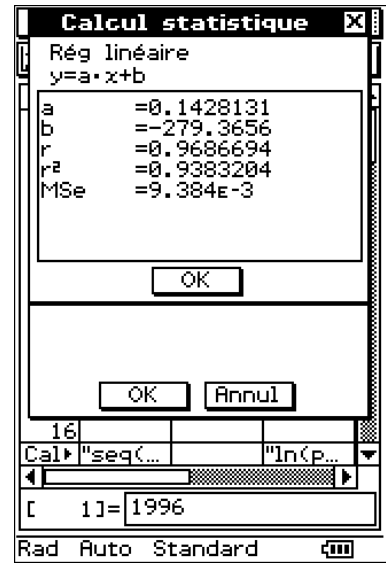 Calcul statistique
Rég linéaire
y=a·x+b
a =0.1428131
b =-279.3656
r =0.9686694
r² =0.9383204
MSe =9.384E-3
OK
OK Annul
16
Cal▶ "seq(… "ln(p…
[ 1]= 1996
Rad Auto Standard